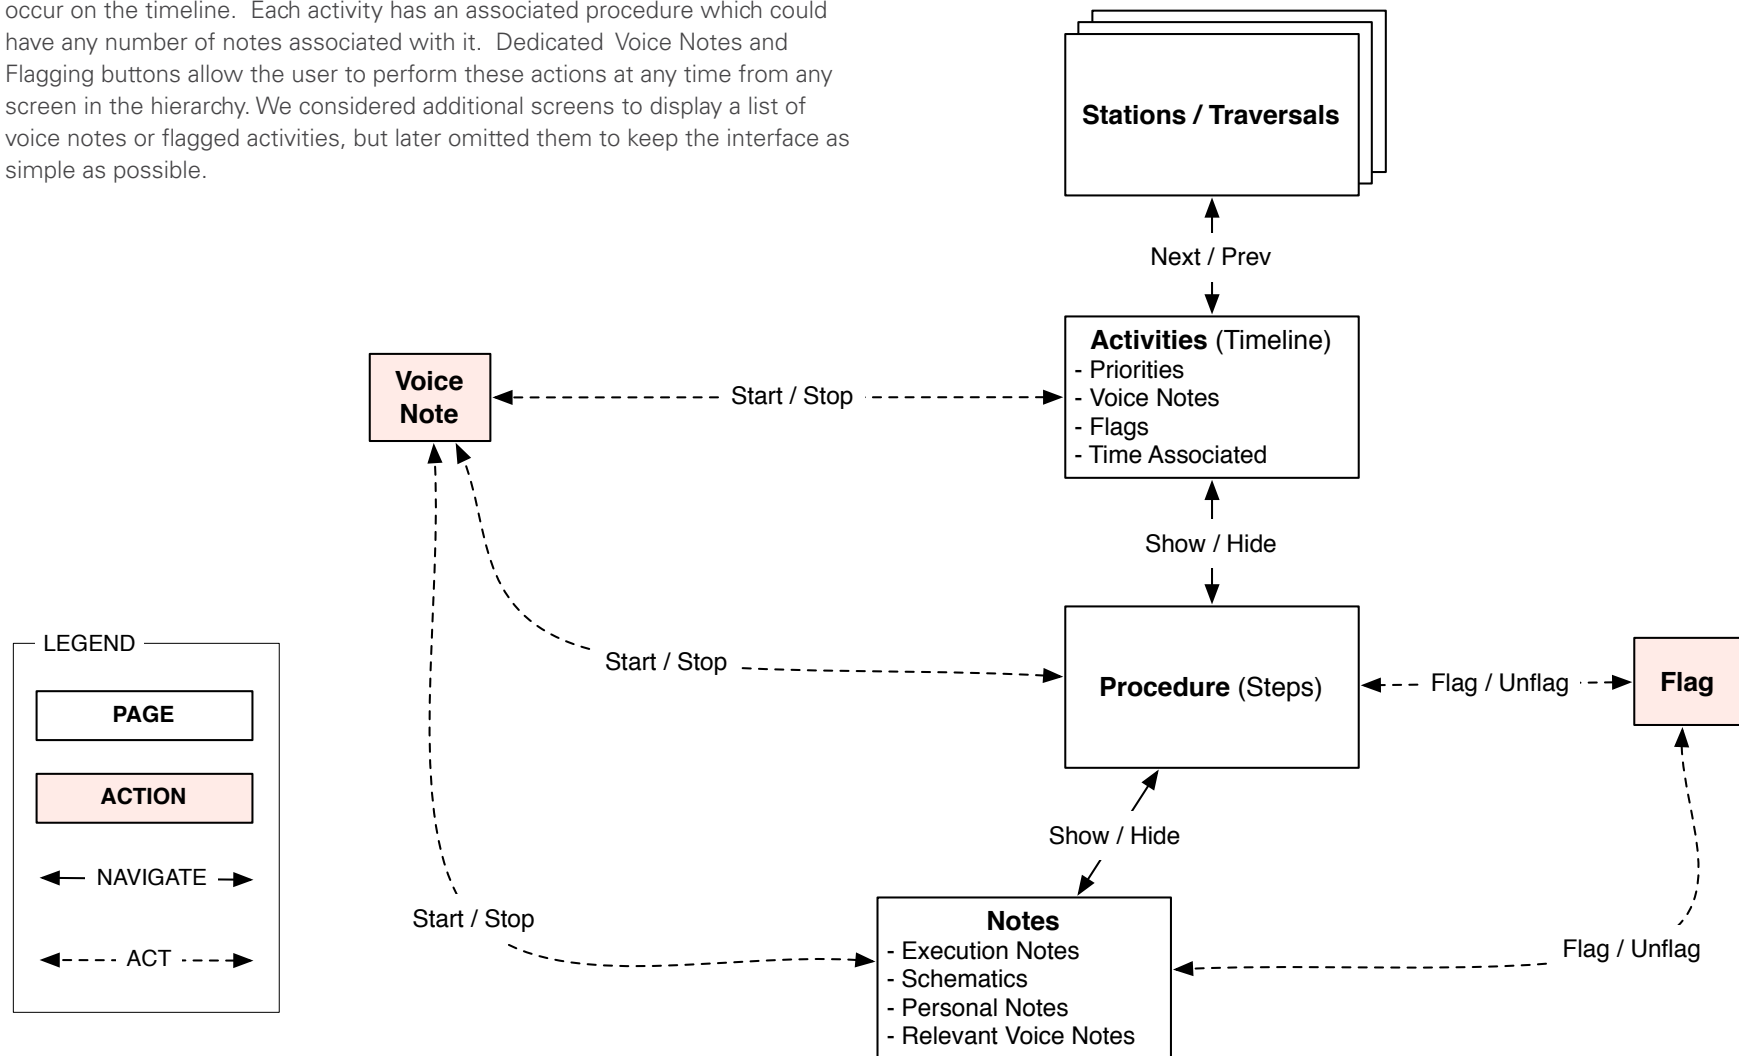 occur on the timeline.  Each activity has an associated procedure which could
have any number of notes associated with it.  Dedicated  Voice Notes and
Flagging buttons allow the user to perform these actions at any time from any
screen in the hierarchy. We considered additional screens to display a list of
voice notes or flagged activities, but later omitted them to keep the interface as
simple as possible.
Stations / Traversals
Next / Prev
Activities (Timeline)
- Priorities
- Voice Notes
- Flags
- Time Associated
Voice
Note
Start / Stop
Show / Hide
Procedure (Steps)
Start / Stop
Flag / Unflag
Flag
Show / Hide
Notes
- Execution Notes
- Schematics
- Personal Notes
- Relevant Voice Notes
Start / Stop
Flag / Unflag
LEGEND
PAGE
ACTION
NAVIGATE
ACT